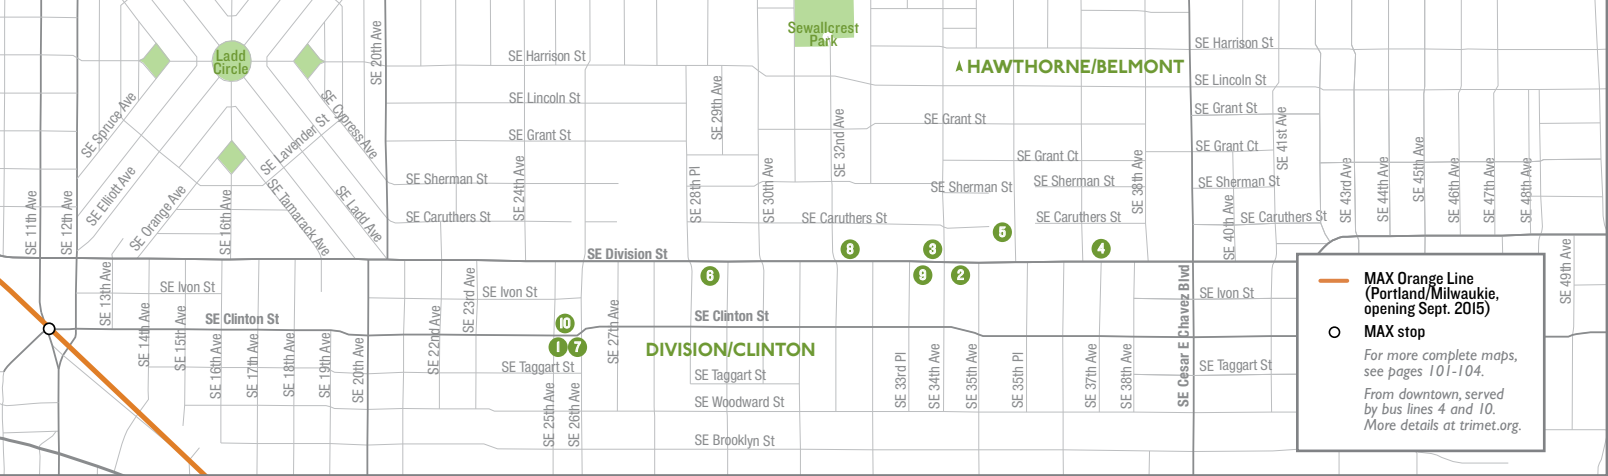 Sewallcrest
Park
Ladd
Circle
SE 20th Ave
SE Harrison St
SE Harrison St
HAWTHORNE/BELMONT
SE Lincoln St
SE Lincoln St
SE Spruce Ave
SE Cypress Ave
SE Lavender St
SE 29th Ave
SE Grant St
SE Grant St
SE Grant St
SE 32nd Ave
SE 41st Ave
SE Grant Ct
SE Grant Ct
SE Elliott Ave
SE Orange Ave
SE 16th Ave
SE Tamarack Ave
SE Ladd Ave
SE Sherman St
SE 24th Ave
SE 28th Pl
SE 30th Ave
SE Sherman St
SE Sherman St
SE 38th Ave
SE Sherman St
SE 43rd Ave
SE 44th Ave
SE 45th Ave
SE 46th Ave
SE 47th Ave
SE 48th Ave
SE 11th Ave
SE 12th Ave
SE Caruthers St
SE Caruthers St
SE Caruthers St
SE 40th Ave
SE Caruthers St
5
8
3
4
SE Division St
6
9
2
SE 13th Ave
SE Ivon St
SE 23rd Ave
SE Ivon St
SE Ivon St
SE 49th Ave
SE Clinton St
SE Clinton St
10
1
7
SE 27th Ave
DIVISION/CLINTON
SE Cesar E Chavez Blvd
SE 14th Ave
SE 15th Ave
SE 16th Ave
SE 17th Ave
SE 18th Ave
SE 19th Ave
SE 20th Ave
SE 22nd Ave
SE Taggart St
SE Taggart St
SE Taggart St
SE 33rd Pl
SE 34th Ave
SE 35th Ave
SE 35th Pl
SE 37th Ave
SE 38th Ave
SE 25th Ave
SE 26th Ave
SE Woodward St
SE Brooklyn St
MAX Orange Line
(Portland/Milwaukie,
opening Sept. 2015)
MAX stop
For more complete maps,
see pages 101-104.
From downtown, served
by bus lines 4 and 10.
More details at trimet.org.